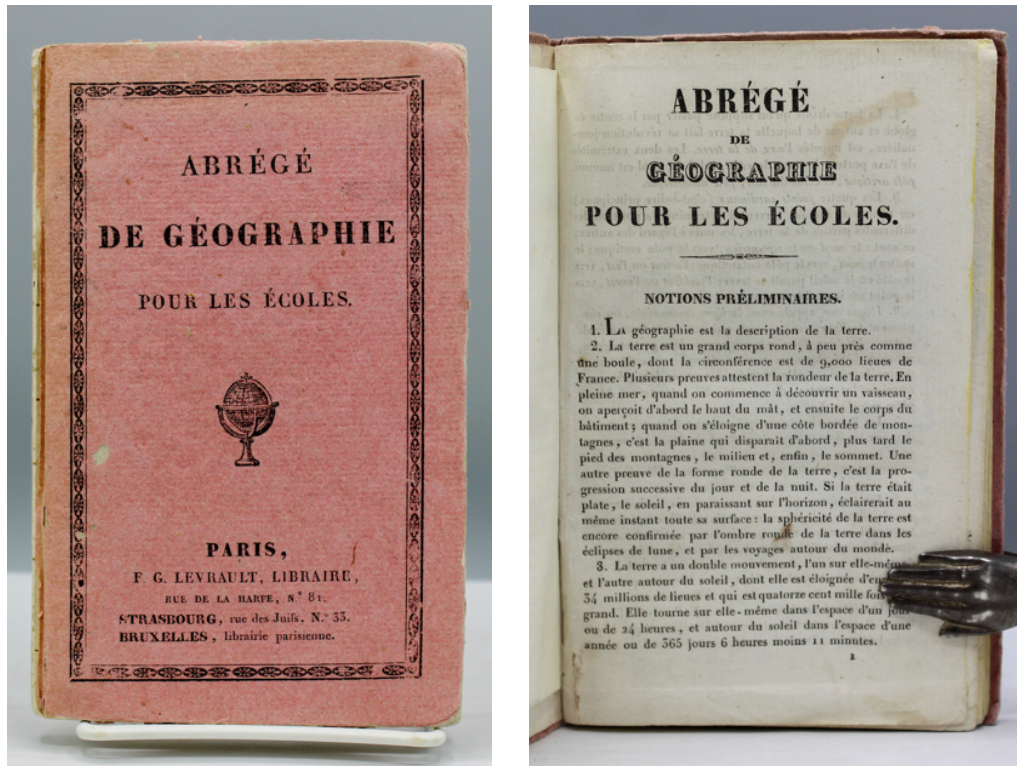 ABRÉGÉ
DE GÉOGRAPHIE
POUR LES ÉCOLES.
PARIS,
F. G. LEVRAULT, LIBRAIRE,
RUE DE LA HARPE, N.º 81.
STRASBOURG, rue des Juifs, N.º 33.
BRUXELLES, librairie parisienne.
ABRÉGÉ
DE
GÉOGRAPHIE
POUR LES ÉCOLES.
NOTIONS PRÉLIMINAIRES.
1. LA géographie est la description de la terre.
2. La terre est un grand corps rond, à peu près comme
une boule, dont la circonférence est de 9,000 lieues de
France. Plusieurs preuves attestent la rondeur de la terre. En
pleine mer, quand on commence à découvrir un vaisseau,
on aperçoit d'abord le haut du mât, et ensuite le corps du
bâtiment; quand on s'éloigne d'une côte bordée de mon-
tagnes, c'est la plaine qui disparait d'abord, plus tard le
pied des montagnes, le milieu et, enfin, le sommet. Une
autre preuve de la forme ronde de la terre, c'est la pro-
gression successive du jour et de la nuit. Si la terre était
plate, le soleil, en paraissant sur l'horizon, éclairerait au
même instant toute sa surface: la sphéricité de la terre est
encore confirmée par l'ombre ronde de la terre dans les
éclipses de lune, et par les voyages autour du monde.
3. La terre a un double mouvement, l'un sur elle-même
et l'autre autour du soleil, dont elle est éloignée
34 millions de lieues et qui est quatorze cent mille fois
grand. Elle tourne sur elle-même dans l'espace d'un jour
ou de 24 heures, et autour du soleil dans l'espace d'une
année ou de 365 jours 6 heures moins 11 minutes.
1